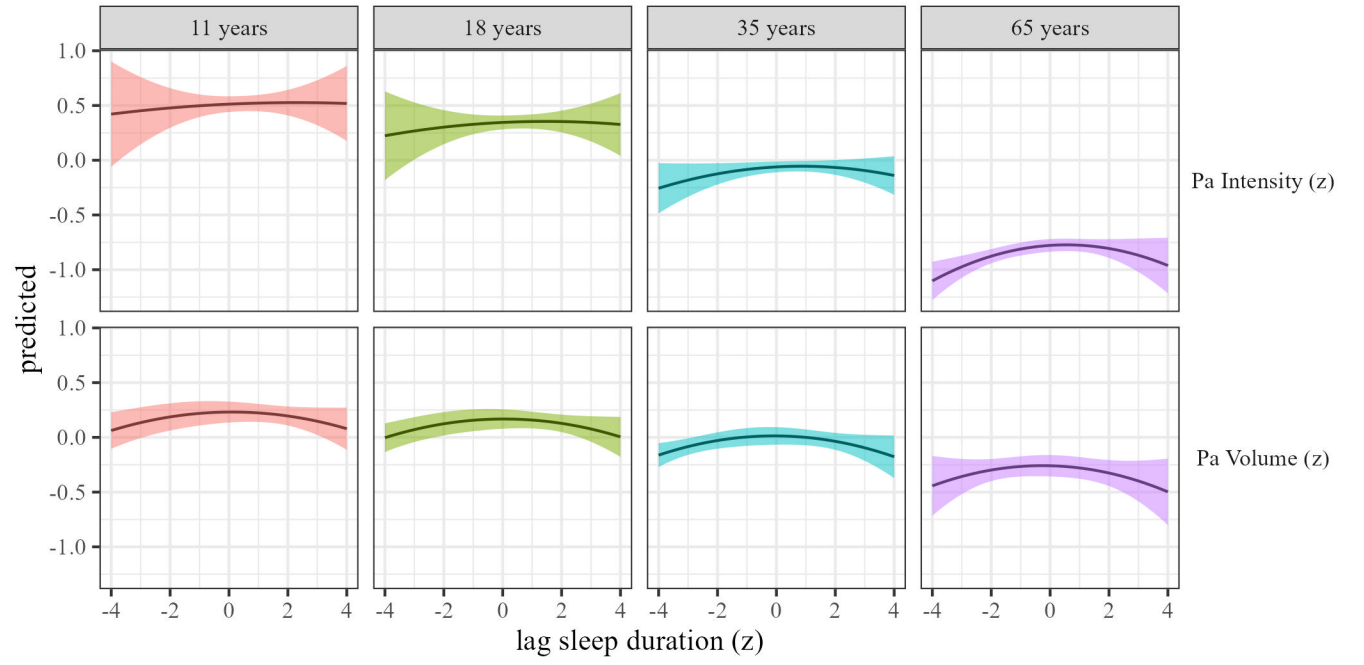 11 years
18 years
35 years
65 years
1.0
0.5
0.0
-0.5
-1.0
Pa Intensity (z)
predicted
1.0
0.5
0.0
-0.5
-1.0
Pa Volume (z)
-4 -2 0 2 4
-4 -2 0 2 4
-4 -2 0 2 4
-4 -2 0 2 4
lag sleep duration (z)